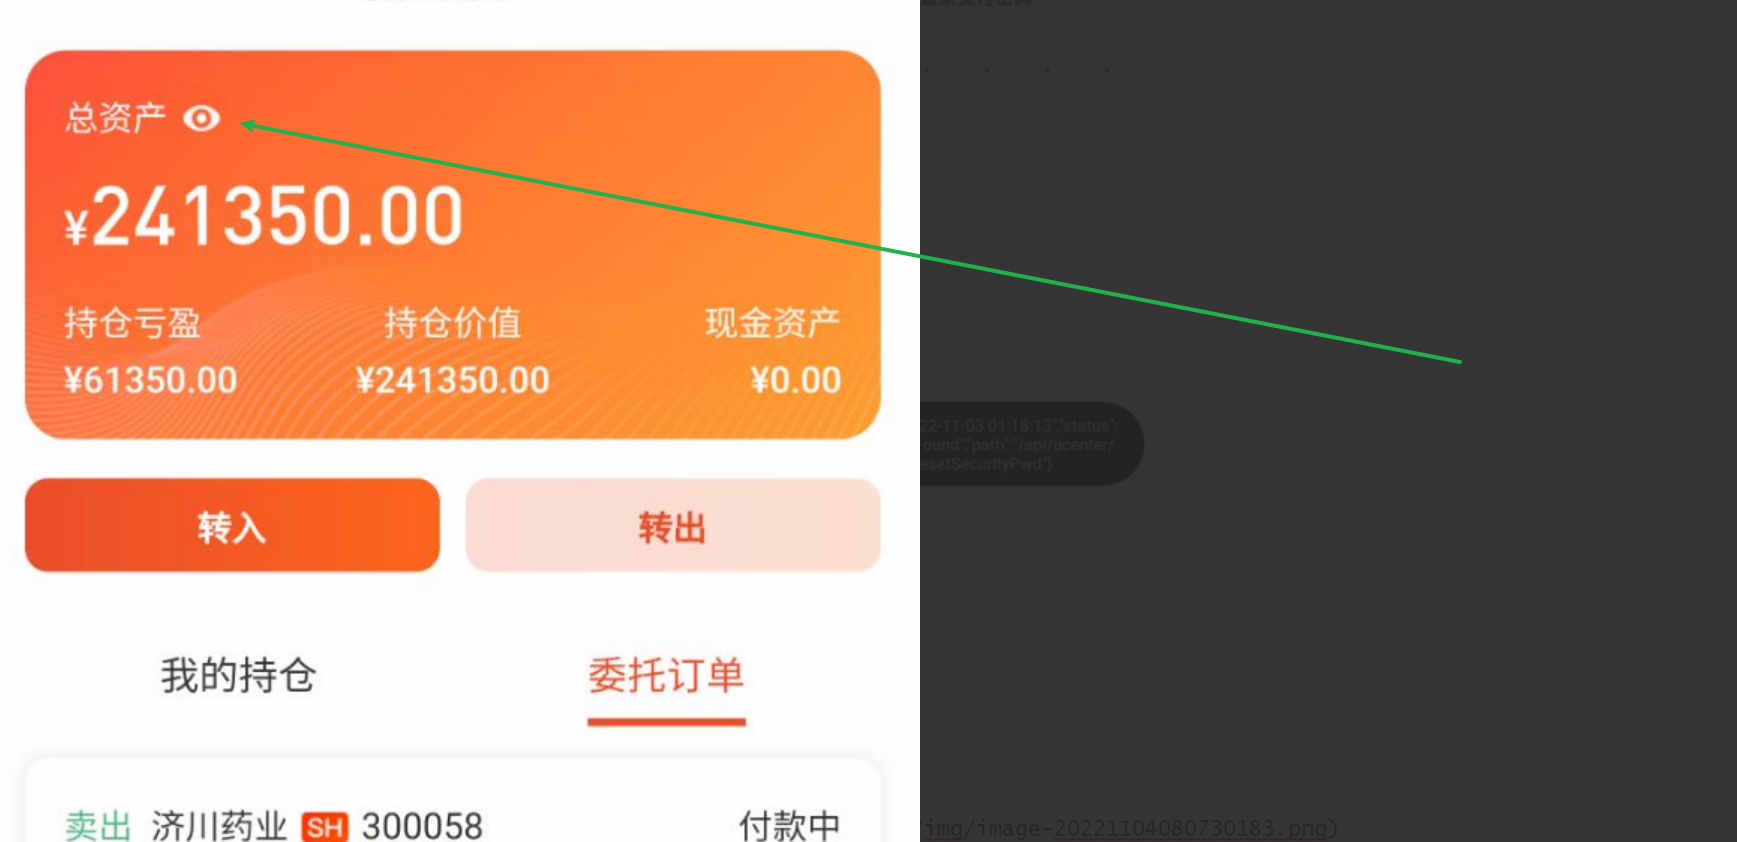 总资产
¥241350.00
持仓亏盈 持仓价值 现金资产
¥61350.00 ¥241350.00 ¥0.00
转入 转出
我的持仓 委托订单
卖出 济川药业 SH 300058 付款中
22-11-03 01:18:13","status":
ound","path":"/api/ucenter/
esetSecurityPwd"}
img/image-20221104080730183.png)